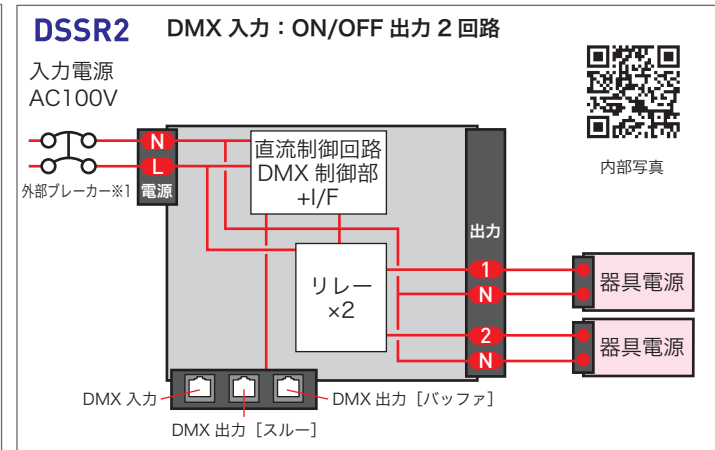 DSSR2 DMX 入力：ON/OFF 出力 2 回路
入力電源
AC100V
内部写真
外部ブレーカー※1
N
L
電源
直流制御回路
DMX 制御部
+I/F
リレー
×2
出力
1
N
2
N
器具電源
器具電源
DMX 入力
DMX 出力［スルー］
DMX 出力［バッファ］